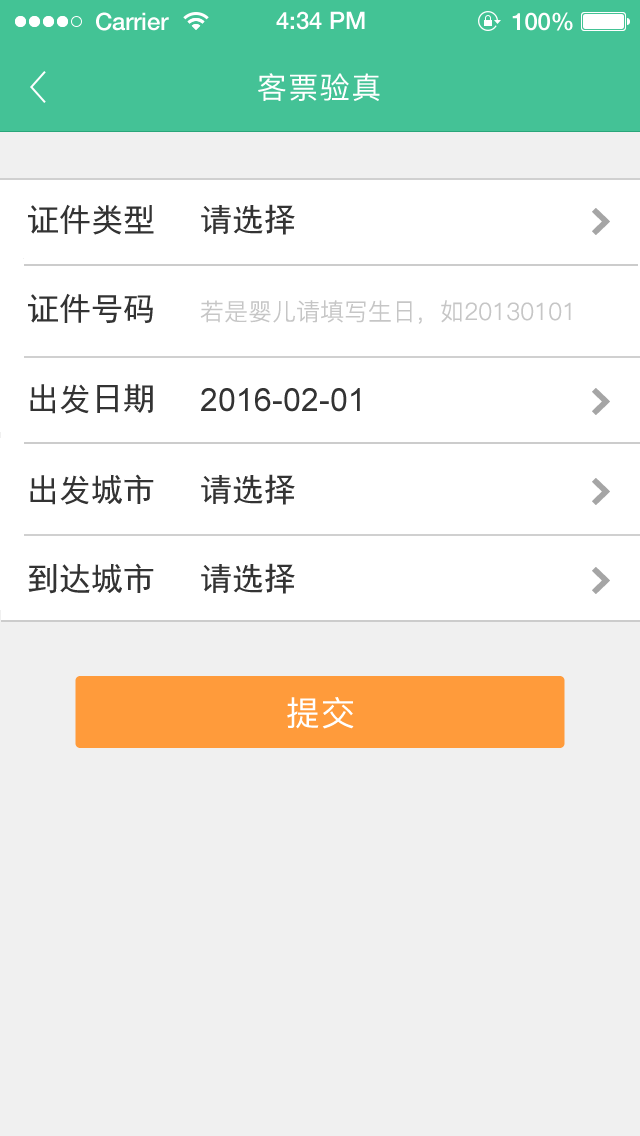 Carrier 4:34 PM 100%
客票验真
证件类型 请选择
证件号码 若是婴儿请填写生日，如20130101
出发日期 2016-02-01
出发城市 请选择
到达城市 请选择
提交